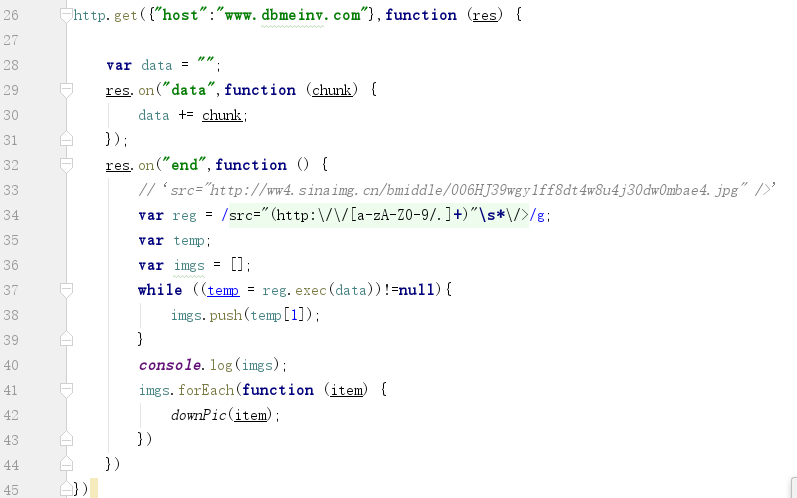 26 http.get({"host":"www.dbmeinv.com"},function (res) {
27
28 var data = "";
29 res.on("data",function (chunk) {
30 data += chunk;
31 });
32 res.on("end",function () {
33 //‘src="http://ww4.sinaimg.cn/bmiddle/006HJ39wgy1ff8dt4w8u4j30dw0mbae4.jpg" />’
34 var reg = /src="(http:\/\/[a-zA-Z0-9/.]+)"\s*\/>/g;
35 var temp;
36 var imgs = [];
37 while ((temp = reg.exec(data))!=null){
38 imgs.push(temp[1]);
39 }
40 console.log(imgs);
41 imgs.forEach(function (item) {
42 downPic(item);
43 })
44 })
45 })